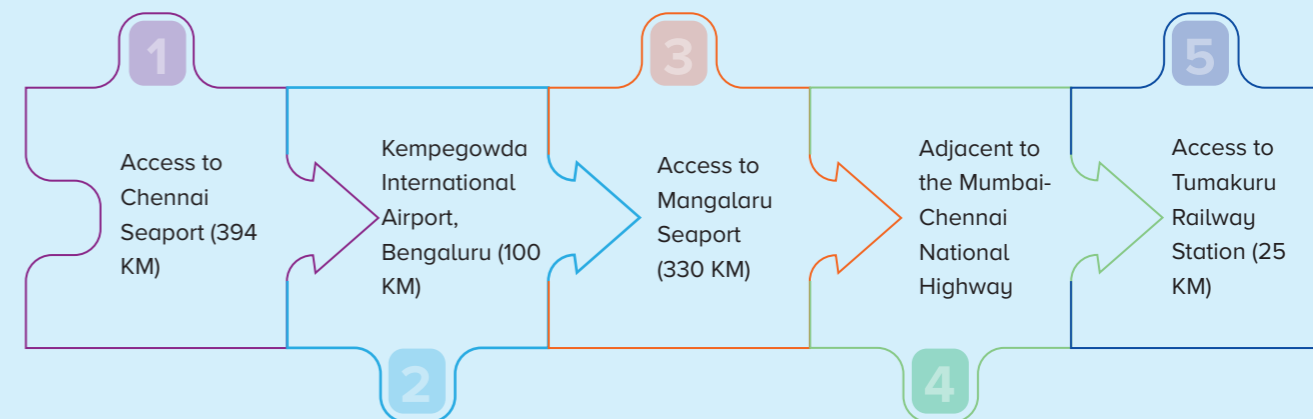 1
Access to
Chennai
Seaport (394
KM)
2
Kempegowda
International
Airport,
Bengaluru (100
KM)
3
Access to
Mangalaru
Seaport
(330 KM)
4
Adjacent to
the Mumbai-
Chennai
National
Highway
5
Access to
Tumakuru
Railway
Station (25
KM)